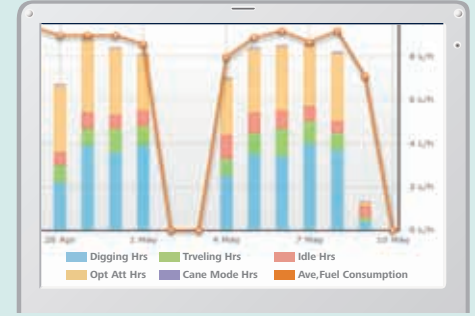 8 L/h
6 L/h
4 L/h
2 L/h
0 L/h
28 Apr 1 May 4 May 7 May 10 May
Digging Hrs Trveling Hrs Idle Hrs
Opt Att Hrs Cane Mode Hrs Ave,Fuel Consumption